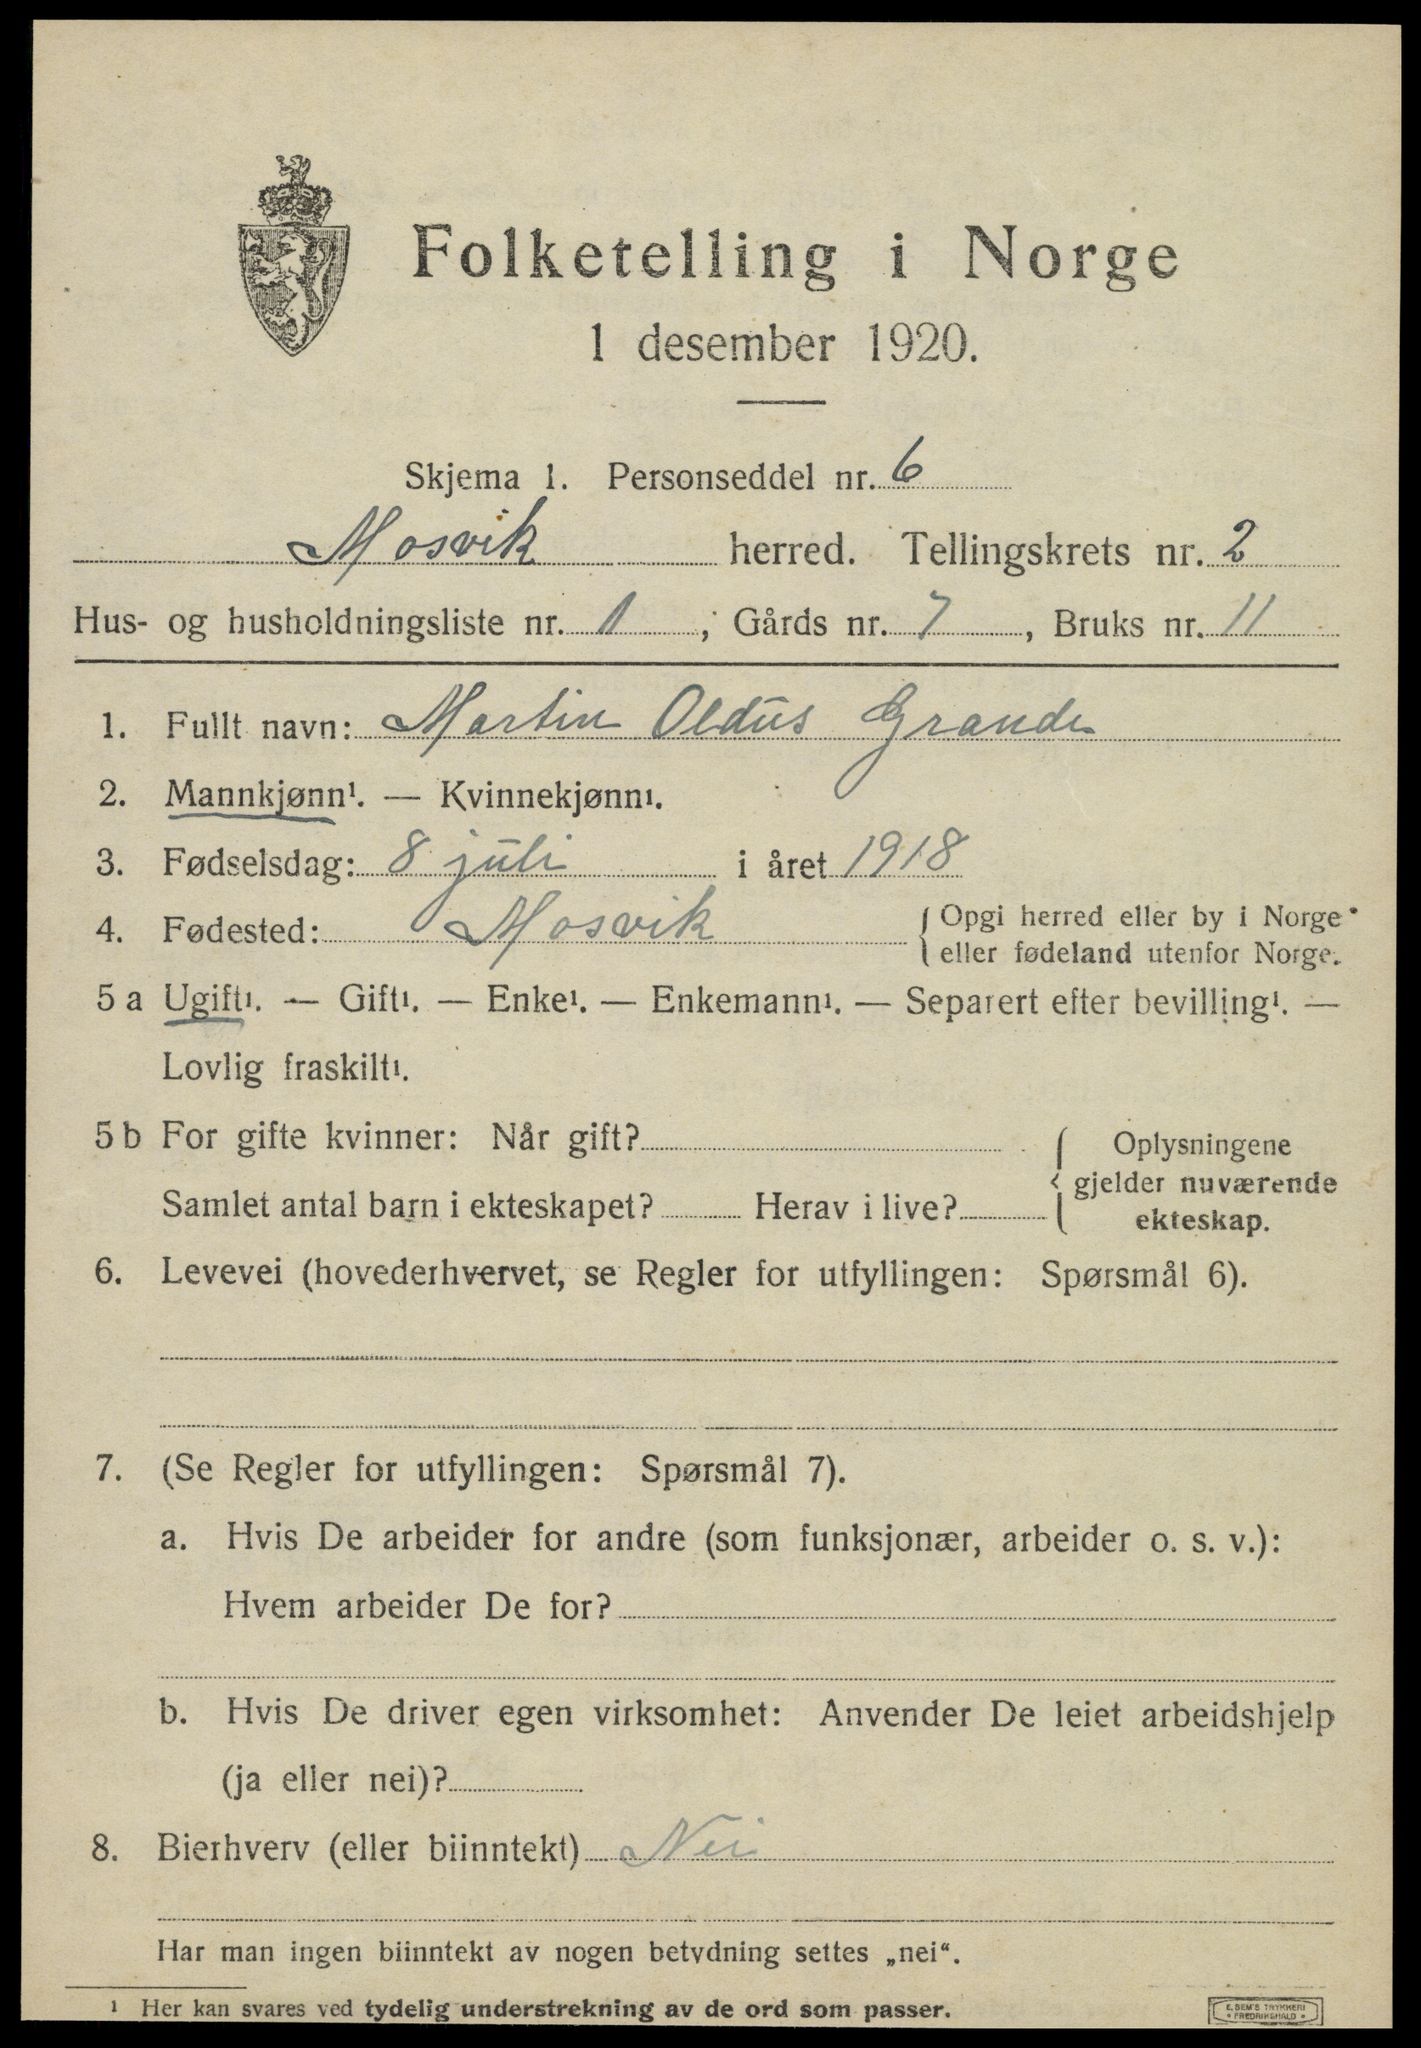 Folketelling i Norge
1 desember 1920.
Skjema 1. Personseddel nr. 6
Mosvik herred. Tellingskrets nr. 2
Hus- og husholdningsliste nr. 1, Gårds nr. 7, Bruks nr. 11
1. Fullt navn: Martin Oldus Grande
2. Mannkjønn¹. — Kvinnekjønn¹.
3. Fødselsdag: 8 juli i året 1918
4. Fødested: Mosvik { Opgi herred eller by i Norge
eller fødeland utenfor Norge.
5 a Ugift¹. — Gift¹. — Enke¹. — Enkemann¹. — Separert efter bevilling¹. —
Lovlig fraskilt¹.
5 b For gifte kvinner: Når gift?
Samlet antal barn i ekteskapet? Herav i live?
{ Oplysningene
gjelder nuværende
ekteskap.
6. Levevei (hovederhvervet, se Regler for utfyllingen: Spørsmål 6).
7. (Se Regler for utfyllingen: Spørsmål 7).
a. Hvis De arbeider for andre (som funksjonær, arbeider o. s. v.):
Hvem arbeider De for?
b. Hvis De driver egen virksomhet: Anvender De leiet arbeidshjelp
(ja eller nei)?
8. Bierhverv (eller biinntekt) Nei
Har man ingen biinntekt av nogen betydning settes „nei“.
¹ Her kan svares ved tydelig understrekning av de ord som passer.
E. SEM'S TRYKKERI
• FREDRIKSHALD •